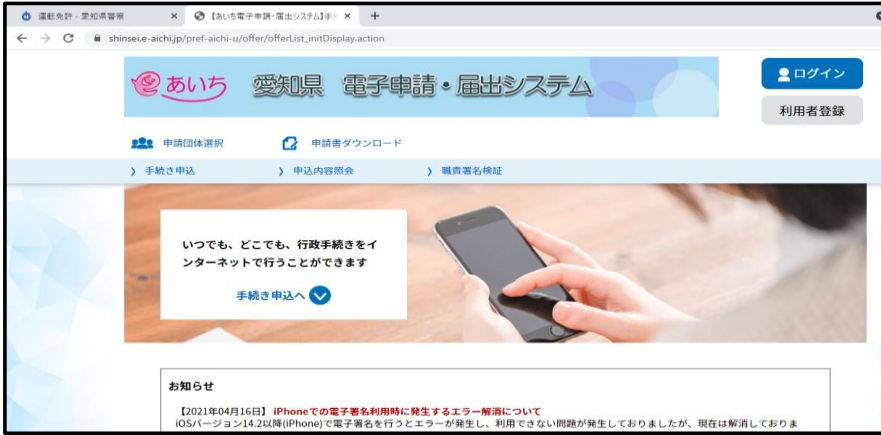 運転免許 - 愛知県警察
【あいち電子申請・届出システム】手
shinsei.e-aichi.jp/pref-aichi-u/offer/offerList_initDisplay.action
あいち 愛知県 電子申請・届出システム
ログイン
利用者登録
申請団体選択 申請書ダウンロード
手続き申込 申込内容照会 職責署名検証
いつでも、どこでも、行政手続きをイ
ンターネットで行うことができます
手続き申込へ
お知らせ
【2021年04月16日】 iPhoneでの電子署名利用時に発生するエラー解消について
iOSバージョン14.2以降(iPhone)で電子署名を行うとエラーが発生し、利用できない問題が発生しておりましたが、現在は解消しておりま